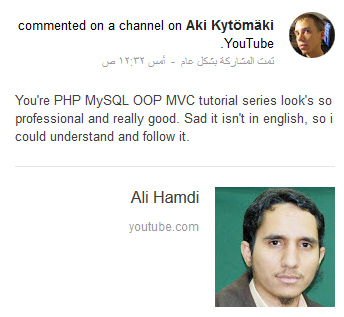 commented on a channel on Aki Kytömäki
.YouTube
تمت المشاركة بشكل عام - أمس ١٢:٣٢ ص
You're PHP MySQL OOP MVC tutorial series look's so
professional and really good. Sad it isn't in english, so i
could understand and follow it.
Ali Hamdi
youtube.com